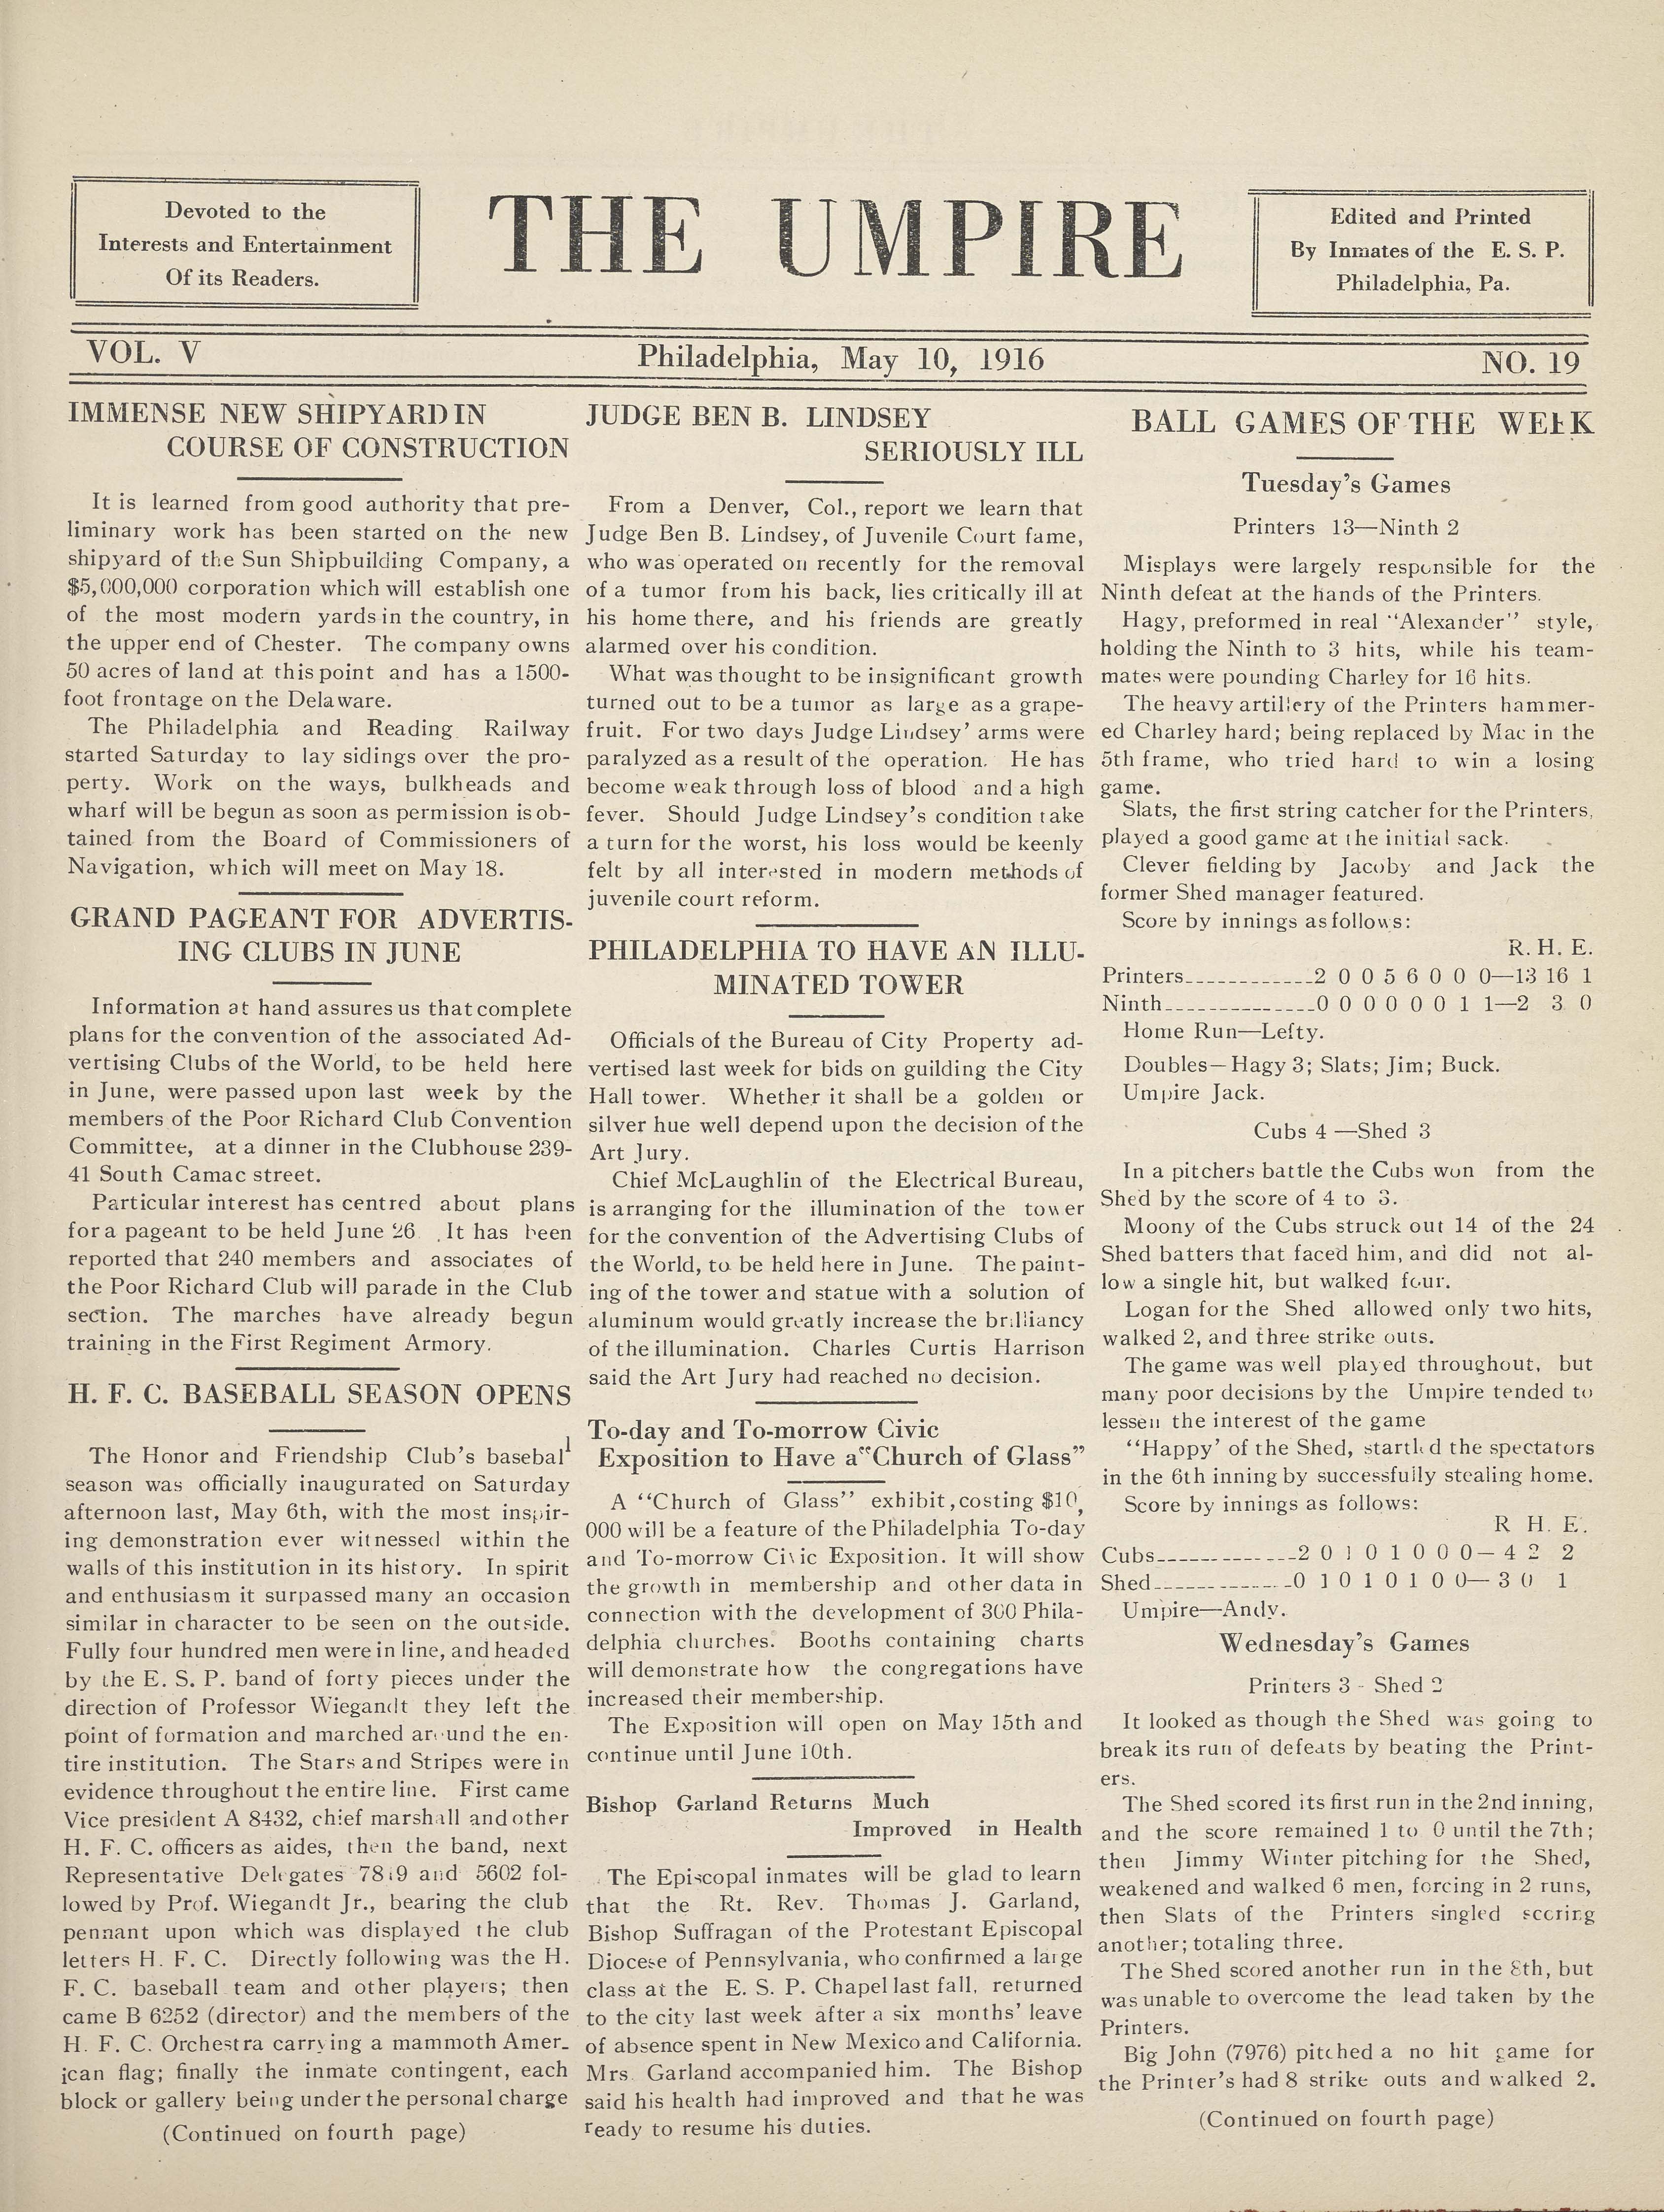 Devoted to the
Interests and Entertainment
Of its Readers.
THE UMPIRE
Edited and Printed
By Inmates of the E. S. P.
Philadelphia, Pa.
VOL. V
Philadelphia, May 10, 1916
NO. 19
IMMENSE NEW SHIPYARD IN
COURSE OF CONSTRUCTION
It is learned from good authority that pre-
liminary work has been started on the new
shipyard of the Sun Shipbuilding Company, a
$5,000,000 corporation which will establish one
of the most modern yards in the country, in
the upper end of Chester. The company owns
50 acres of land at this point and has a 1500-
foot frontage on the Delaware.
The Philadelphia and Reading Railway
started Saturday to lay sidings over the pro-
perty. Work on the ways, bulkheads and
wharf will be begun as soon as permission is ob-
tained from the Board of Commissioners of
Navigation, which will meet on May 18.
GRAND PAGEANT FOR ADVERTIS-
ING CLUBS IN JUNE
Information at hand assures us that complete
plans for the convention of the associated Ad-
vertising Clubs of the World, to be held here
in June, were passed upon last week by the
members of the Poor Richard Club Convention
Committee, at a dinner in the Clubhouse 239-
41 South Camac street.
Particular interest has centred about plans
for a pageant to be held June 26. It has been
reported that 240 members and associates of
the Poor Richard Club will parade in the Club
section. The marches have already begun
training in the First Regiment Armory.
H. F. C. BASEBALL SEASON OPENS
The Honor and Friendship Club's basebal l
season was officially inaugurated on Saturday
afternoon last, May 6th, with the most inspir-
ing demonstration ever witnessed within the
walls of this institution in its history. In spirit
and enthusiasm it surpassed many an occasion
similar in character to be seen on the outside.
Fully four hundred men were in line, and headed
by the E. S. P. band of forty pieces under the
direction of Professor Wiegandt they left the
point of formation and marched around the en-
tire institution. The Stars and Stripes were in
evidence throughout the entire line. First came
Vice president A 8432, chief marshall and other
H. F. C. officers as aides, then the band, next
Representative Delegates 7819 and 5602 fol-
lowed by Prof. Wiegandt Jr., bearing the club
pennant upon which was displayed the club
letters H. F. C. Directly following was the H.
F. C. baseball team and other players; then
came B 6252 (director) and the members of the
H. F. C. Orchestra carrying a mammoth Amer-
ican flag; finally the inmate contingent, each
block or gallery being under the personal charge
(Continued on fourth page)
JUDGE BEN B. LINDSEY
SERIOUSLY ILL
From a Denver, Col., report we learn that
Judge Ben B. Lindsey, of Juvenile Court fame,
who was operated on recently for the removal
of a tumor from his back, lies critically ill at
his home there, and his friends are greatly
alarmed over his condition.
What was thought to be insignificant growth
turned out to be a tumor as large as a grape-
fruit. For two days Judge Lindsey' arms were
paralyzed as a result of the operation. He has
become weak through loss of blood and a high
fever. Should Judge Lindsey's condition take
a turn for the worst, his loss would be keenly
felt by all interested in modern methods of
juvenile court reform.
PHILADELPHIA TO HAVE AN ILLU-
MINATED TOWER
Officials of the Bureau of City Property ad-
vertised last week for bids on guilding the City
Hall tower. Whether it shall be a golden or
silver hue well depend upon the decision of the
Art Jury.
Chief McLaughlin of the Electrical Bureau,
is arranging for the illumination of the tower
for the convention of the Advertising Clubs of
the World, to be held here in June. The paint-
ing of the tower and statue with a solution of
aluminum would greatly increase the brilliancy
of the illumination. Charles Curtis Harrison
said the Art Jury had reached no decision.
To-day and To-morrow Civic
Exposition to Have a "Church of Glass"
A "Church of Glass" exhibit, costing $10,
000 will be a feature of the Philadelphia To-day
and To-morrow Civic Exposition. It will show
the growth in membership and other data in
connection with the development of 300 Phila-
delphia churches. Booths containing charts
will demonstrate how the congregations have
increased their membership.
The Exposition will open on May 15th and
continue until June 10th.
Bishop Garland Returns Much
Improved in Health
The Episcopal inmates will be glad to learn
that the Rt. Rev. Thomas J. Garland,
Bishop Suffragan of the Protestant Episcopal
Diocese of Pennsylvania, who confirmed a large
class at the E. S. P. Chapel last fall, returned
to the city last week after a six months' leave
of absence spent in New Mexico and California.
Mrs. Garland accompanied him. The Bishop
said his health had improved and that he was
ready to resume his duties.
BALL GAMES OF THE WEEK
Tuesday's Games
Printers 13—Ninth 2
Misplays were largely responsible for the
Ninth defeat at the hands of the Printers.
Hagy, preformed in real "Alexander" style,
holding the Ninth to 3 hits, while his team-
mates were pounding Charley for 16 hits.
The heavy artillery of the Printers hammer-
ed Charley hard; being replaced by Mac in the
5th frame, who tried hard to win a losing
game.
Slats, the first string catcher for the Printers,
played a good game at the initial sack.
Clever fielding by Jacoby and Jack the
former Shed manager featured.
Score by innings as follows:
R. H. E.
Printers-------------2 0 0 5 6 0 0 0—13 16 1
Ninth---------------0 0 0 0 0 0 1 1—2 3 0
Home Run—Lefty.
Doubles—Hagy 3; Slats; Jim; Buck.
Umpire Jack.
Cubs 4 —Shed 3
In a pitchers battle the Cubs won from the
Shed by the score of 4 to 3.
Moony of the Cubs struck out 14 of the 24
Shed batters that faced him, and did not al-
low a single hit, but walked four.
Logan for the Shed allowed only two hits,
walked 2, and three strike outs.
The game was well played throughout, but
many poor decisions by the Umpire tended to
lessen the interest of the game
"Happy' of the Shed, startled the spectators
in the 6th inning by successfully stealing home.
Score by innings as follows:
R H. E.
Cubs--------------2 0 1 0 1 0 0 0— 4 2 2
Shed--------------0 1 0 1 0 1 0 0— 3 0 1
Umpire—Andy.
Wednesday's Games
Printers 3 - Shed 2
It looked as though the Shed was going to
break its run of defeats by beating the Print-
ers.
The Shed scored its first run in the 2nd inning,
and the score remained 1 to 0 until the 7th;
then Jimmy Winter pitching for the Shed,
weakened and walked 6 men, forcing in 2 runs,
then Slats of the Printers singled scoring
another; totaling three.
The Shed scored another run in the 8th, but
was unable to overcome the lead taken by the
Printers.
Big John (7976) pitched a no hit game for
the Printer's had 8 strike outs and walked 2.
(Continued on fourth page)